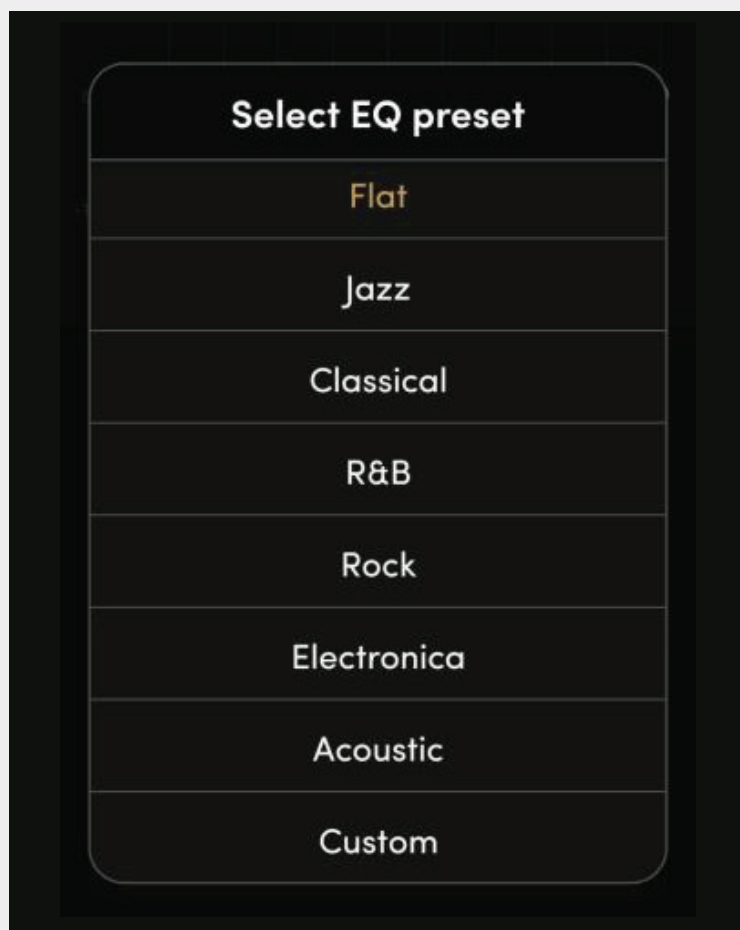 Select EQ preset
Flat
Jazz
Classical
R&B
Rock
Electronica
Acoustic
Custom